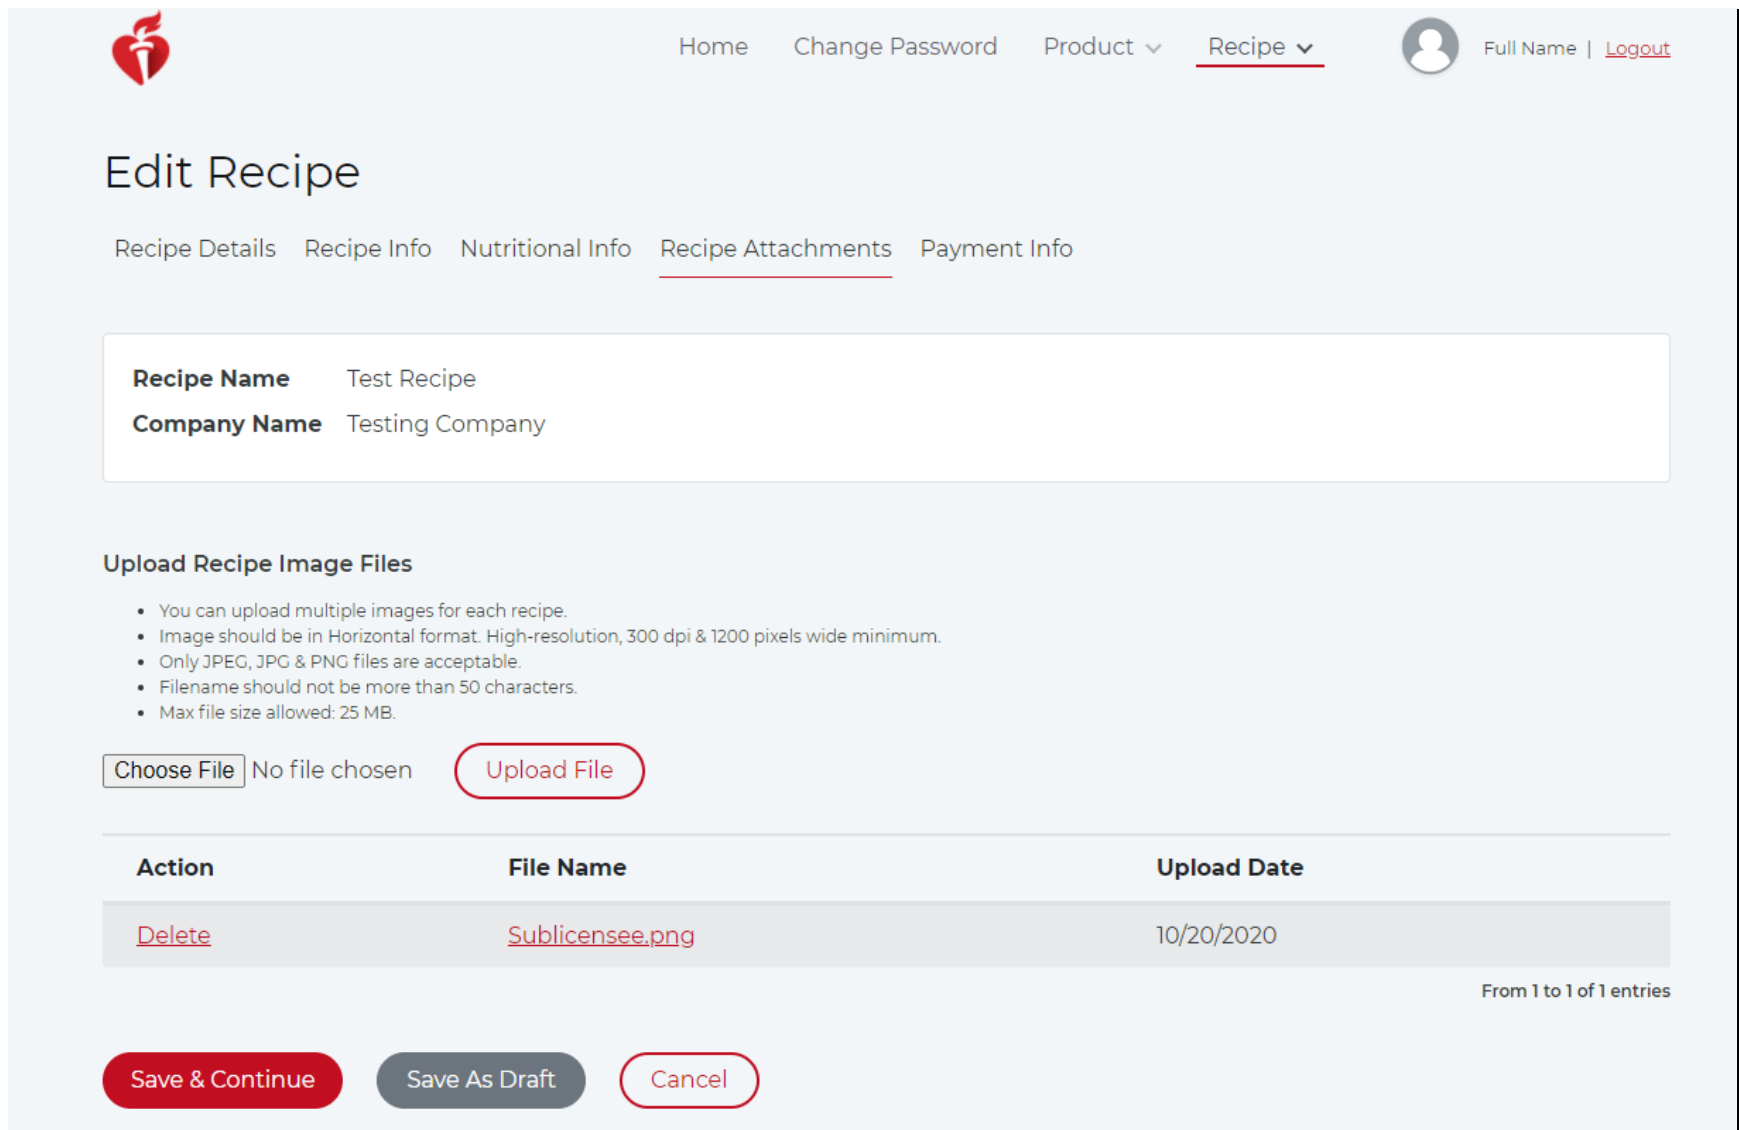 Home Change Password Product Recipe Full Name | Logout
Edit Recipe
Recipe Details Recipe Info Nutritional Info Recipe Attachments Payment Info
Recipe Name Test Recipe
Company Name Testing Company
Upload Recipe Image Files
• You can upload multiple images for each recipe.
• Image should be in Horizontal format. High-resolution, 300 dpi & 1200 pixels wide minimum.
• Only JPEG, JPG & PNG files are acceptable.
• Filename should not be more than 50 characters.
• Max file size allowed: 25 MB.
Choose File No file chosen Upload File
Action File Name Upload Date
Delete Sublicensee.png 10/20/2020
From 1 to 1 of 1 entries
Save & Continue Save As Draft Cancel